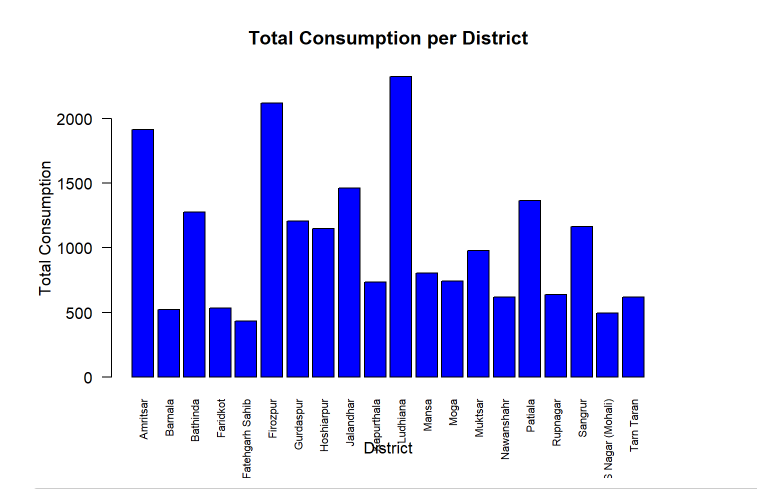 Total Consumption per District
Total Consumption
2000
1500
1000
500
0
Amritsar
Barnala
Bathinda
Faridkot
Fatehgarh Sahib
Firozpur
Gurdaspur
Hoshiarpur
Jalandhar
Kapurthala
Ludhiana
Mansa
Moga
Muktsar
Nawanshahr
Patiala
Rupnagar
Sangrur
S Nagar (Mohali)
Tarn Taran
District